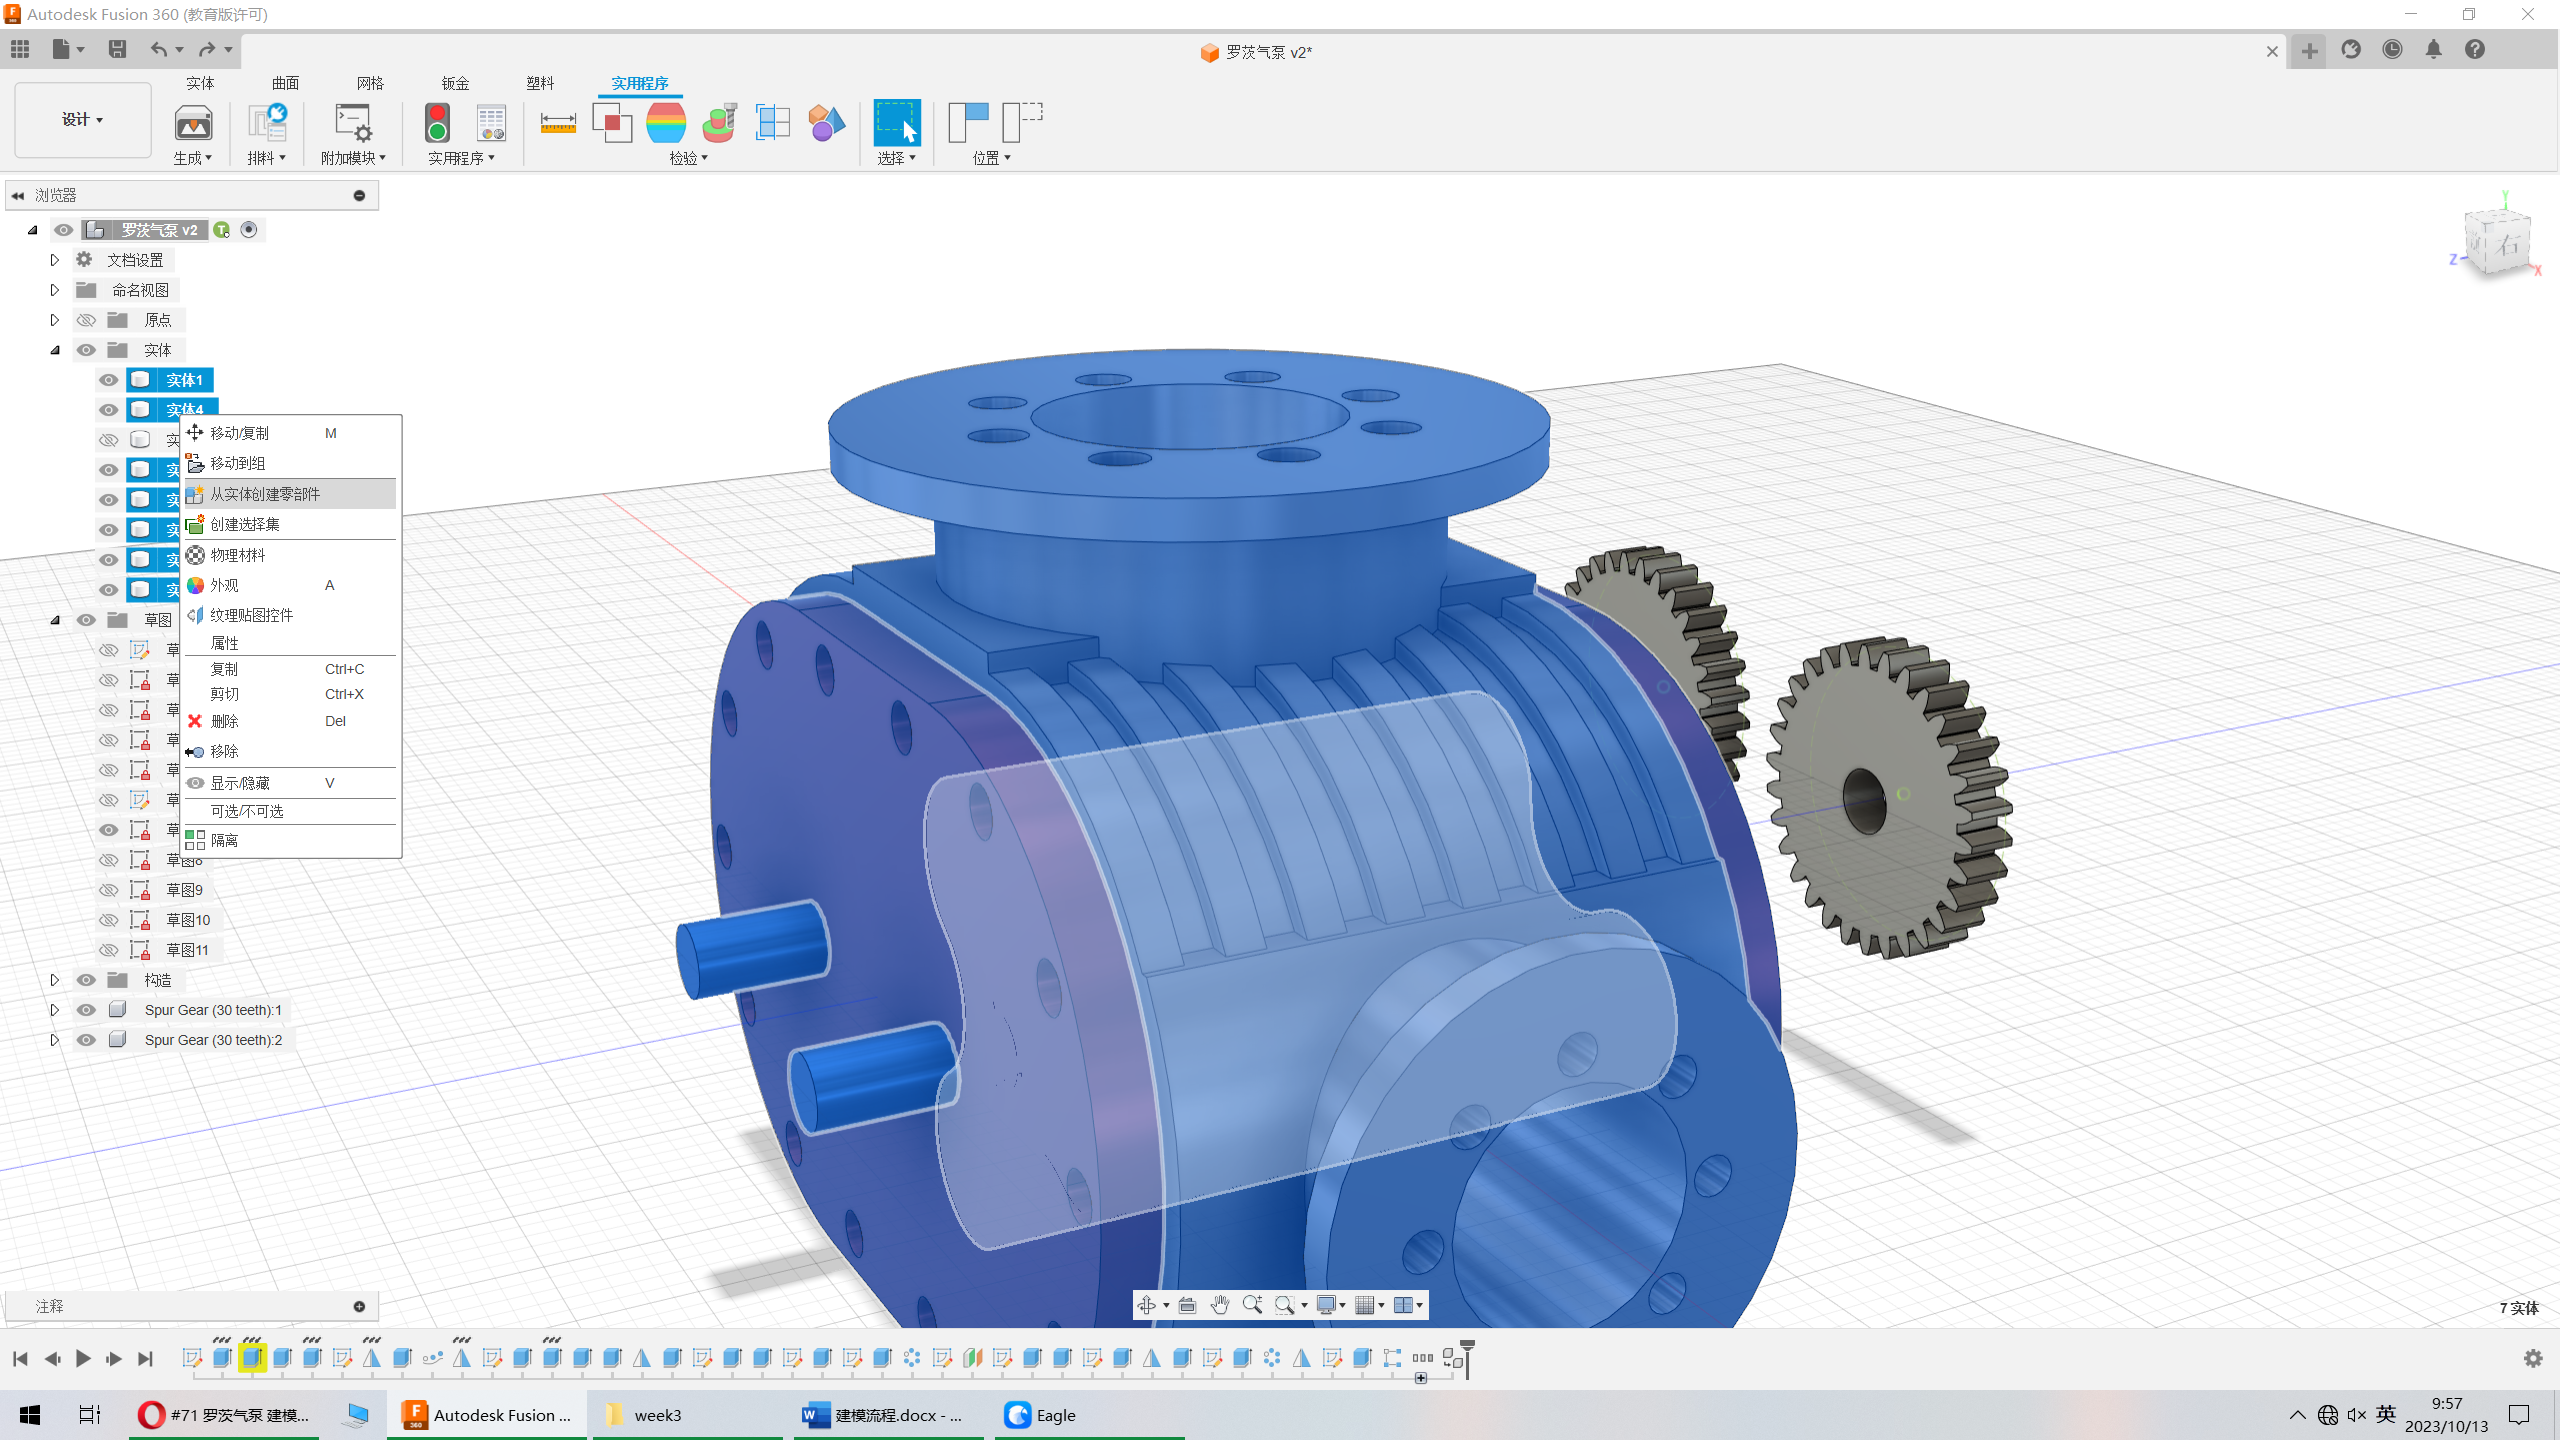 Autodesk Fusion 360 (教育版许可)
罗茨气泵 v2*
实体 曲面 网格 钣金 塑料 实用程序
设计
生成 排料 附加模块 实用程序 检验 选择 位置
浏览器
罗茨气泵 v2
文档设置
命名视图
原点
实体
实体1
实体4
实
实
实
实
实
实
草图
草
草
草
草
草
草
草
草图8
草图9
草图10
草图11
构造
Spur Gear (30 teeth):1
Spur Gear (30 teeth):2
移动/复制 M
移动到组
从实体创建零部件
创建选择集
物理材料
外观 A
纹理贴图控件
属性
复制 Ctrl+C
剪切 Ctrl+X
删除 Del
移除
显示/隐藏 V
可选/不可选
隔离
Y
右
Z
X
注释
7 实体
#71 罗茨气泵 建模...
Autodesk Fusion ...
week3
建模流程.docx - ...
Eagle
英
9:57
2023/10/13